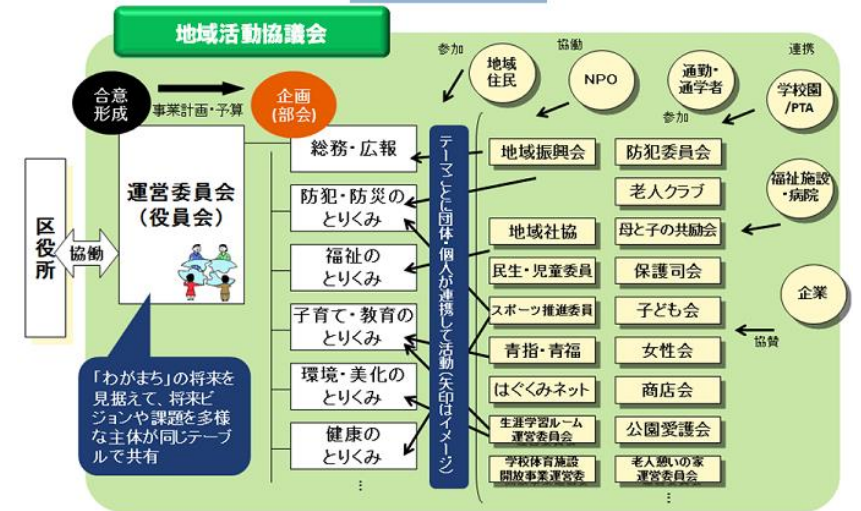 地域活動協議会
合意
形成
事業計画・予算
企画
(部会)
参加
地域
住民
協働
NPO
通勤・
通学者
参加
連携
学校園
/PTA
福祉施設
・病院
企業
協賛
区役所
協働
運営委員会
(役員会)
「わがまち」の将来を
見据えて、将来ビ
ジョンや課題を多様
な主体が同じテーブ
ルで共有
総務・広報
防犯・防災の
とりくみ
福祉の
とりくみ
子育て・教育の
とりくみ
環境・美化の
とりくみ
健康の
とりくみ
⋮
テーマごとに団体・個人が連携して活動(矢印はイメージ)
地域振興会
地域社協
民生・児童委員
スポーツ推進委員
青指・青福
はぐくみネット
生涯学習ルーム
運営委員会
学校体育施設
開放事業運営委
防犯委員会
老人クラブ
母と子の共励会
保護司会
子ども会
女性会
商店会
公園愛護会
老人憩いの家
運営委員会
⋮